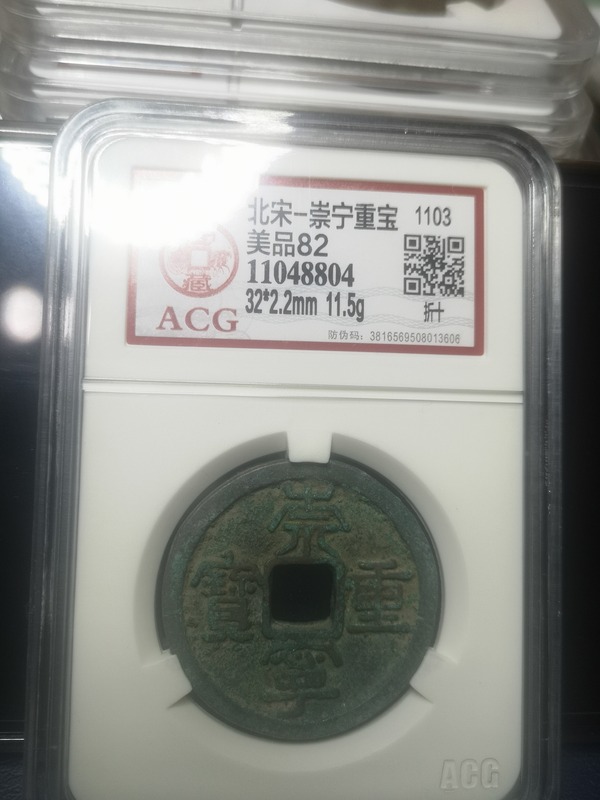 北宋-崇宁重宝 1103
美品82
11048804
32*2.2mm 11.5g 折十
ACG
防伪码：3816569508013606
崇
寶 重
寧
ACG